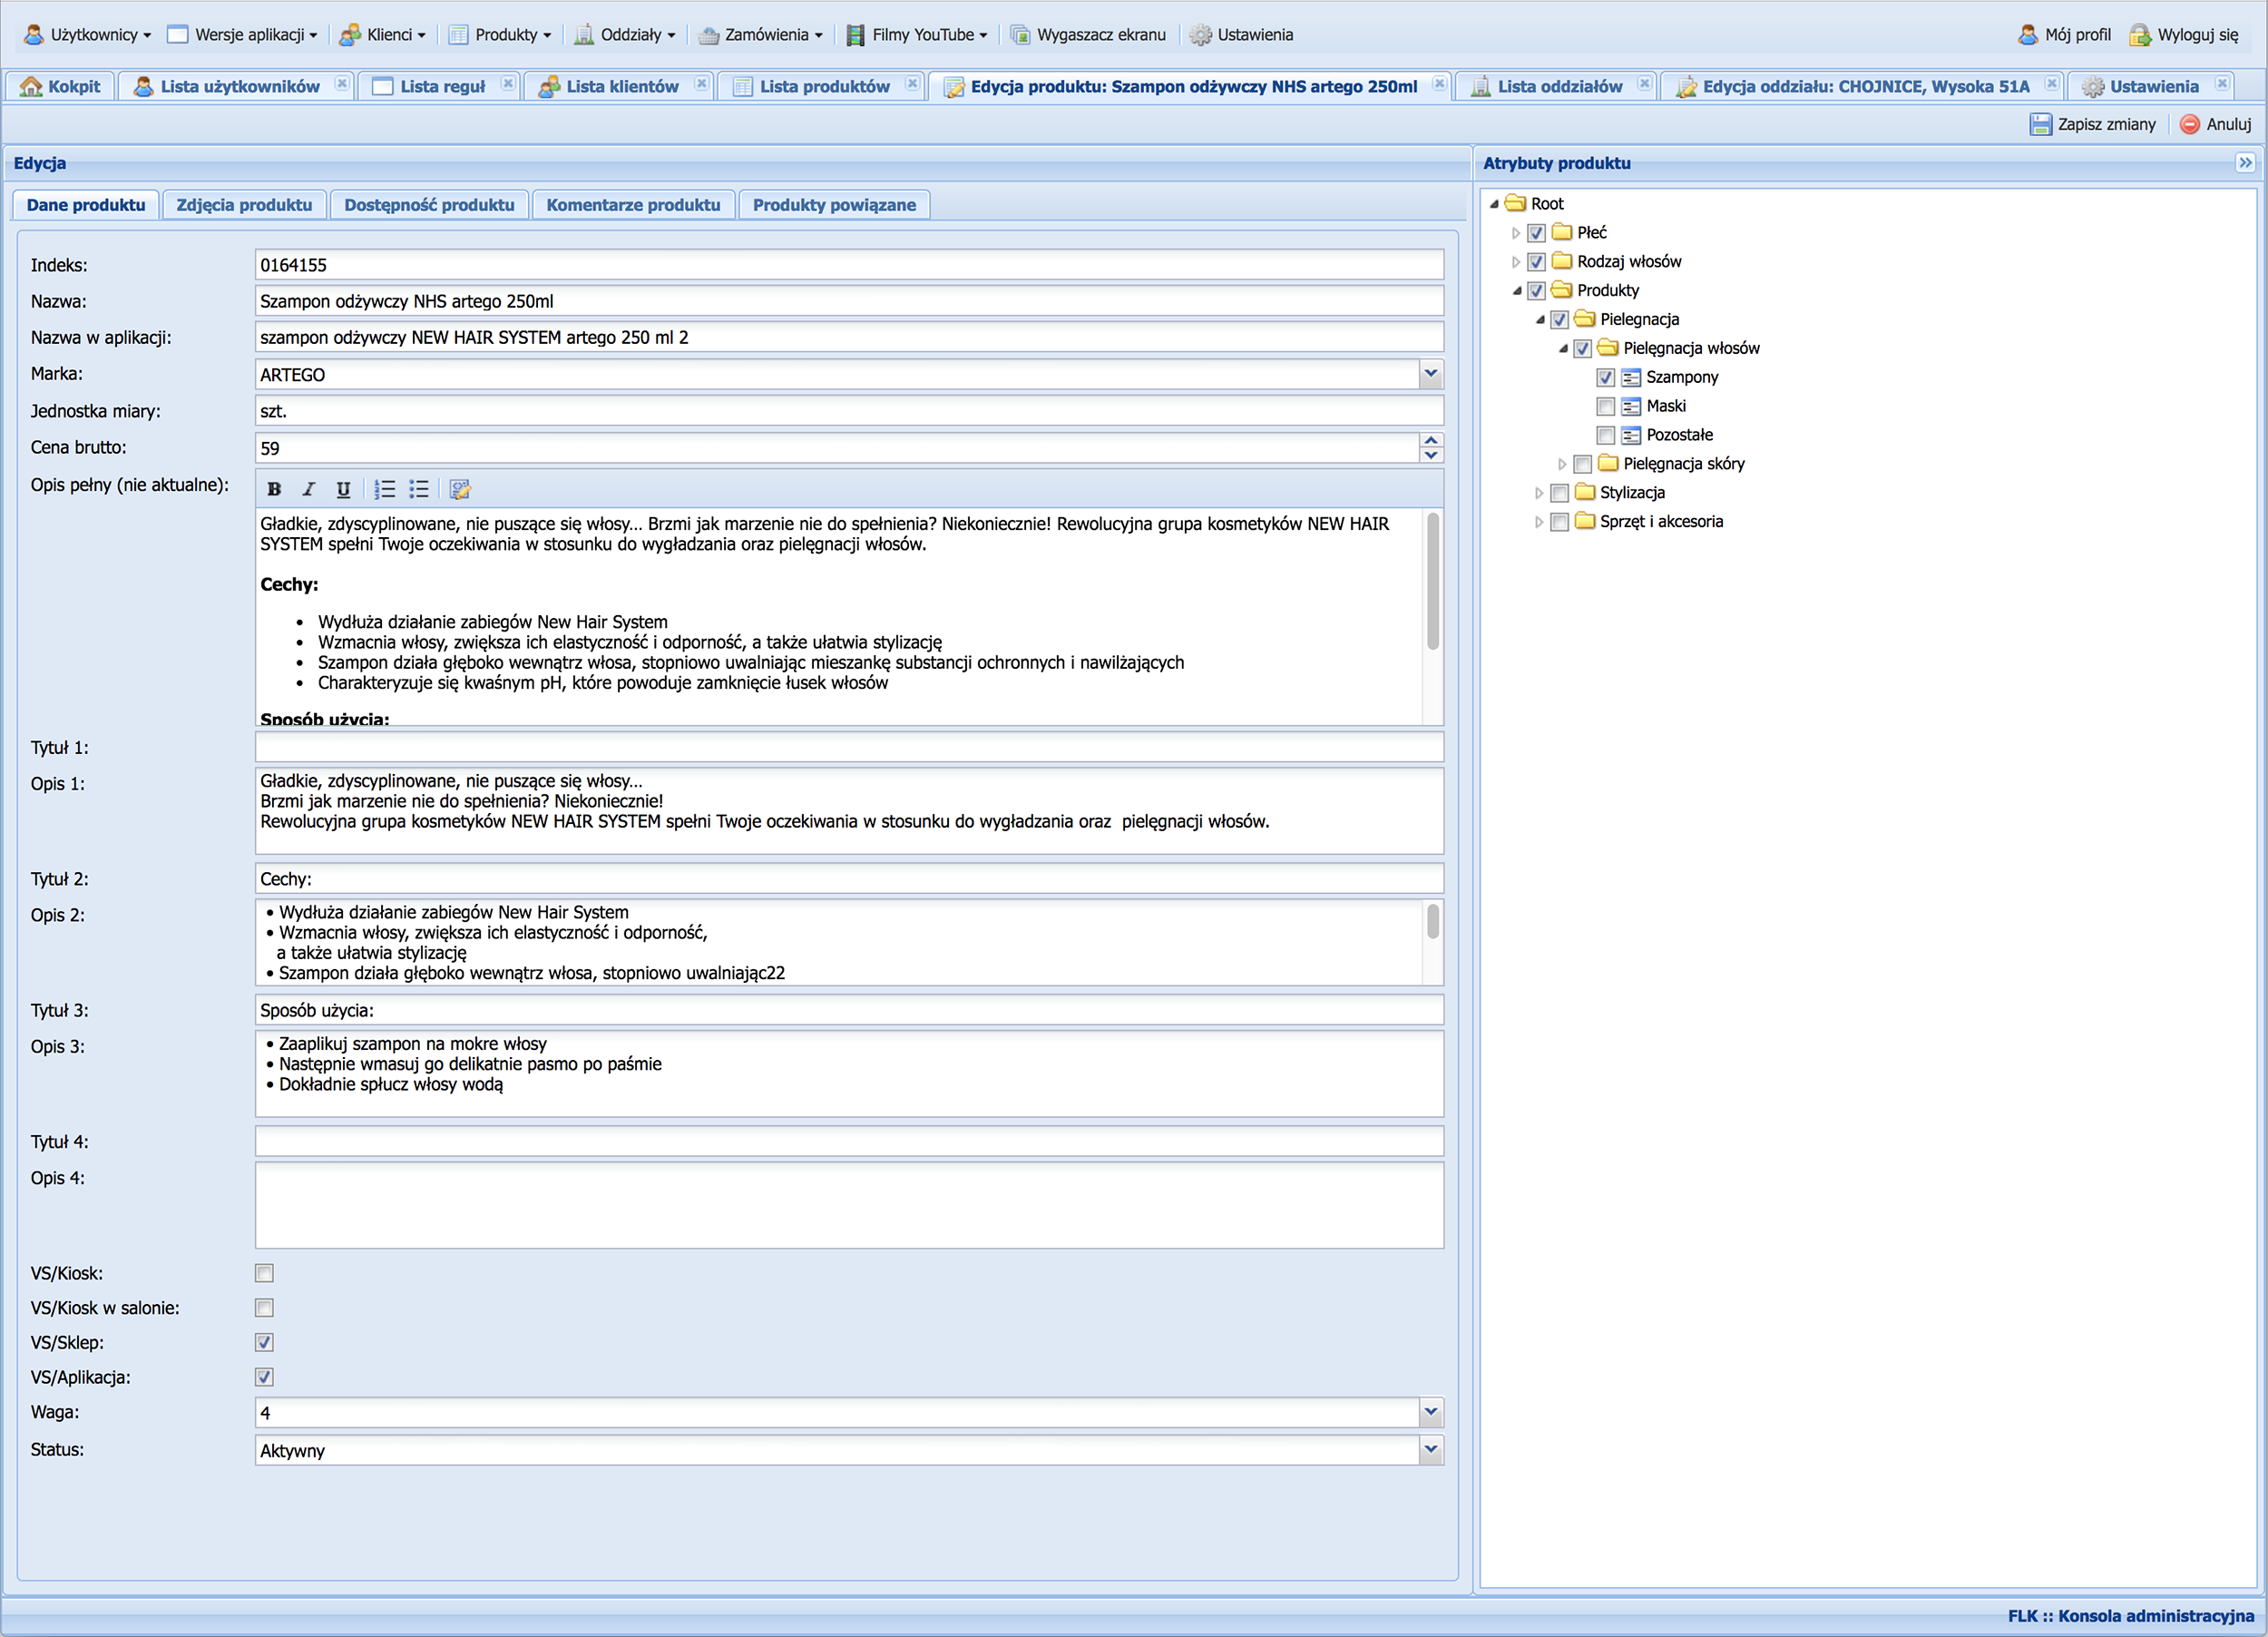 Użytkownicy Wersje aplikacji Klienci Produkty Oddziały Zamówienia Filmy YouTube Wygaszacz ekranu Ustawienia Mój profil Wyloguj się
Kokpit Lista użytkowników Lista reguł Lista klientów Lista produktów Edycja produktu: Szampon odżywczy NHS artego 250ml Lista oddziałów Edycja oddziału: CHOJNICE, Wysoka 51A Ustawienia
Zapisz zmiany Anuluj
Edycja
Dane produktu Zdjęcia produktu Dostępność produktu Komentarze produktu Produkty powiązane
Indeks: 0164155
Nazwa: Szampon odżywczy NHS artego 250ml
Nazwa w aplikacji: szampon odżywczy NEW HAIR SYSTEM artego 250 ml 2
Marka: ARTEGO
Jednostka miary: szt.
Cena brutto: 59
Opis pełny (nie aktualne):
B I U
Gładkie, zdyscyplinowane, nie puszące się włosy... Brzmi jak marzenie nie do spełnienia? Niekoniecznie! Rewolucyjna grupa kosmetyków NEW HAIR
SYSTEM spełni Twoje oczekiwania w stosunku do wygładzania oraz pielęgnacji włosów.
Cechy:
• Wydłuża działanie zabiegów New Hair System
• Wzmacnia włosy, zwiększa ich elastyczność i odporność, a także ułatwia stylizację
• Szampon działa głęboko wewnątrz włosa, stopniowo uwalniając mieszankę substancji ochronnych i nawilżających
• Charakteryzuje się kwaśnym pH, które powoduje zamknięcie łusek włosów
Sposób użycia:
Tytuł 1:
Opis 1: Gładkie, zdyscyplinowane, nie puszące się włosy...
Brzmi jak marzenie nie do spełnienia? Niekoniecznie!
Rewolucyjna grupa kosmetyków NEW HAIR SYSTEM spełni Twoje oczekiwania w stosunku do wygładzania oraz  pielęgnacji włosów.
Tytuł 2: Cechy:
Opis 2: • Wydłuża działanie zabiegów New Hair System
• Wzmacnia włosy, zwiększa ich elastyczność i odporność,
a także ułatwia stylizację
• Szampon działa głęboko wewnątrz włosa, stopniowo uwalniając22
Tytuł 3: Sposób użycia:
Opis 3: • Zaaplikuj szampon na mokre włosy
• Następnie wmasuj go delikatnie pasmo po paśmie
• Dokładnie spłucz włosy wodą
Tytuł 4:
Opis 4:
VS/Kiosk:
VS/Kiosk w salonie:
VS/Sklep:
VS/Aplikacja:
Waga: 4
Status: Aktywny
Atrybuty produktu
Root
Płeć
Rodzaj włosów
Produkty
Pielegnacja
Pielęgnacja włosów
Szampony
Maski
Pozostałe
Pielęgnacja skóry
Stylizacja
Sprzęt i akcesoria
FLK :: Konsola administracyjna